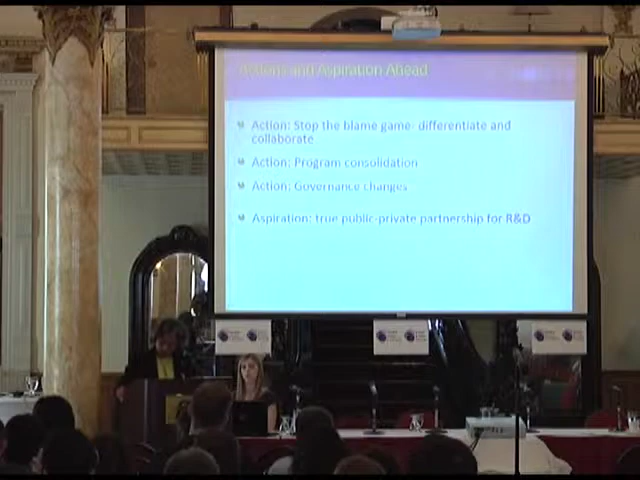 Actions and Aspiration Ahead
Action: Stop the blame game- differentiate and
collaborate
Action: Program consolidation
Action: Governance changes
Aspiration: true public-private partnership for R&D